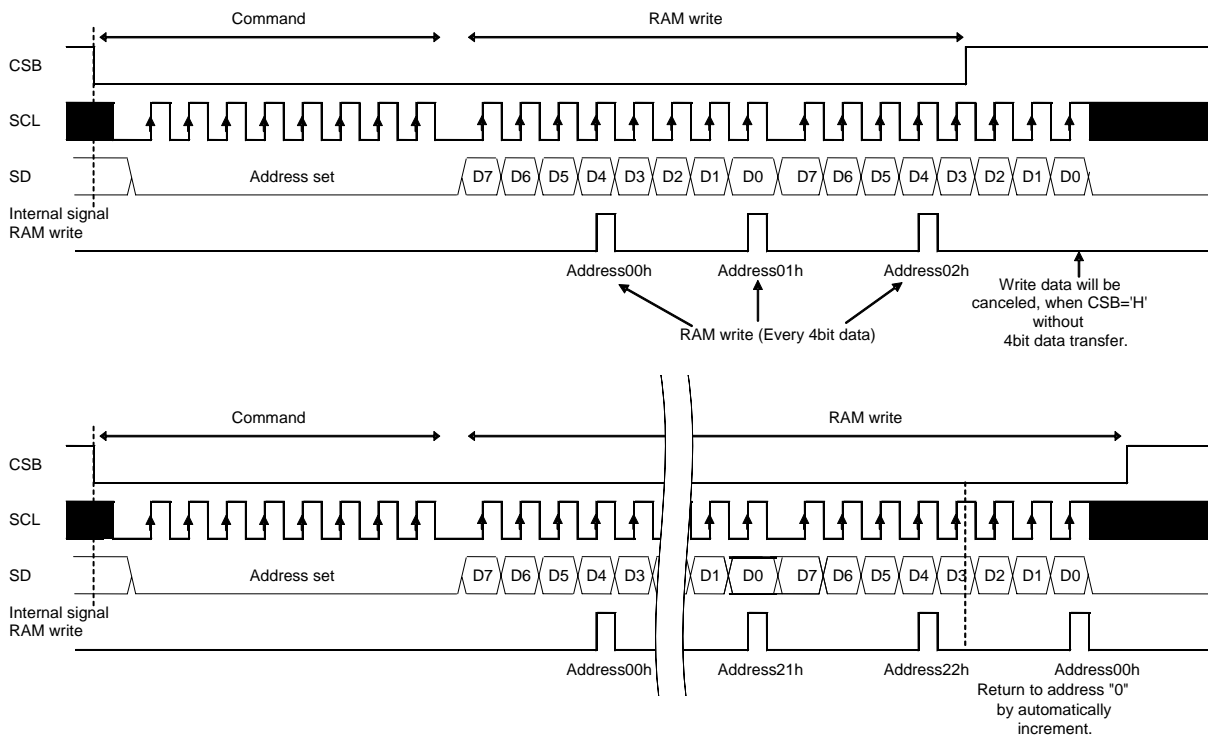 Command RAM write
CSB
SCL
SD Address set D7 D6 D5 D4 D3 D2 D1 D0 D7 D6 D5 D4 D3 D2 D1 D0
Internal signal
RAM write
Address00h Address01h Address02h
RAM write (Every 4bit data)
Write data will be
canceled, when CSB='H'
without
4bit data transfer.
Command RAM write
CSB
SCL
SD Address set D7 D6 D5 D4 D3 D1 D0 D7 D6 D5 D4 D3 D2 D1 D0
Internal signal
RAM write
Address00h Address21h Address22h Address00h
Return to address "0"
by automatically
increment.